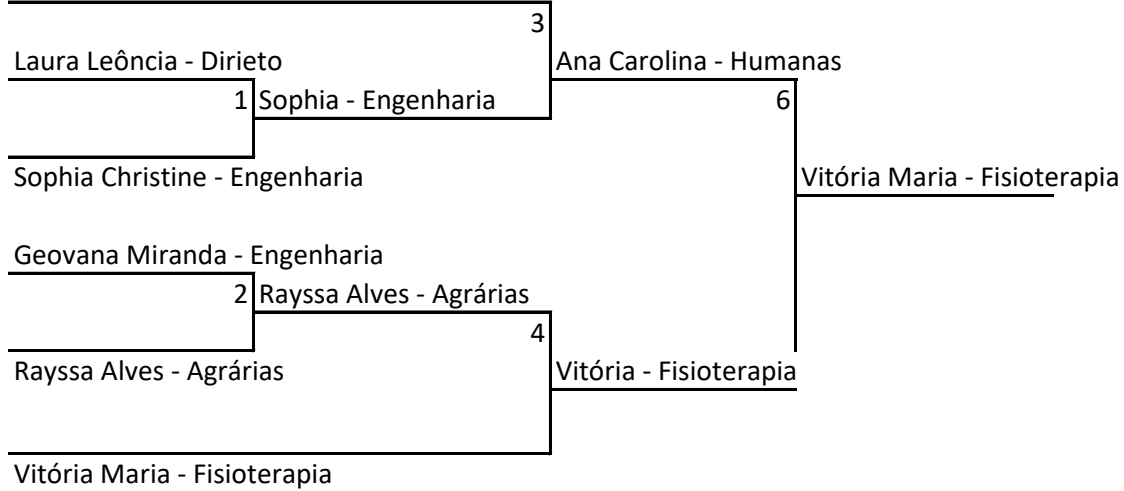 3
Laura Leôncia - Dirieto
Ana Carolina - Humanas
1 Sophia - Engenharia
6
Sophia Christine - Engenharia
Vitória Maria - Fisioterapia
Geovana Miranda - Engenharia
2 Rayssa Alves - Agrárias
4
Rayssa Alves - Agrárias
Vitória - Fisioterapia
Vitória Maria - Fisioterapia